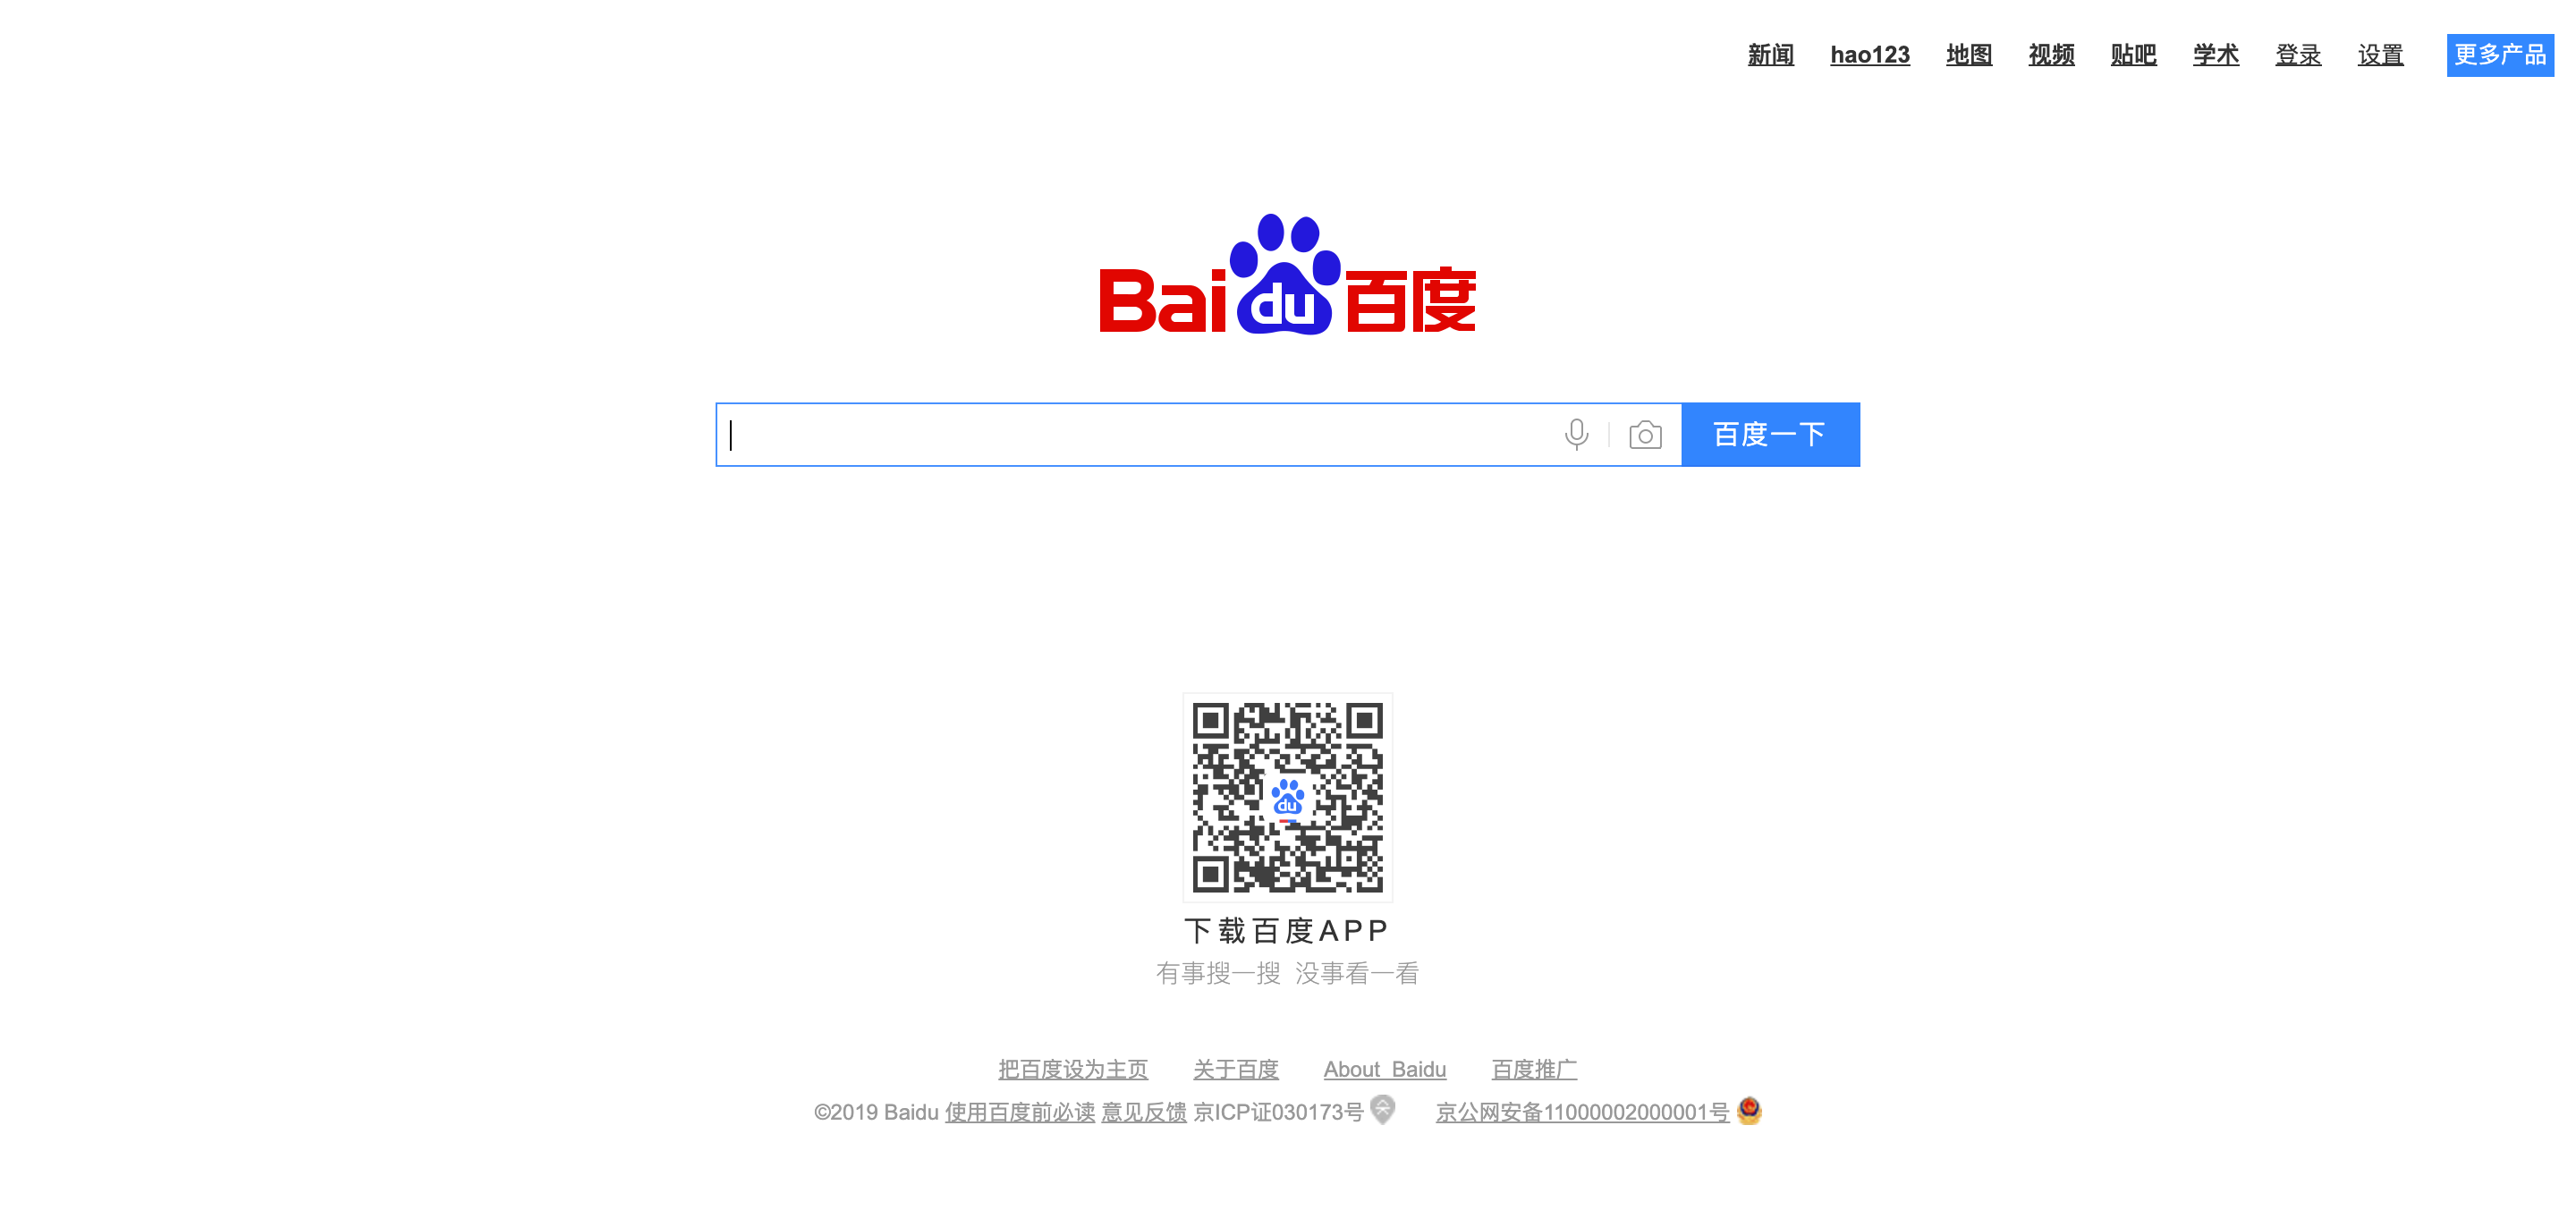 新闻 hao123 地图 视频 贴吧 学术 登录 设置 更多产品
Bai du 百度
百度一下
du
下载百度APP
有事搜一搜 没事看一看
把百度设为主页 关于百度 About Baidu 百度推广
©2019 Baidu 使用百度前必读 意见反馈 京ICP证030173号 京公网安备11000002000001号